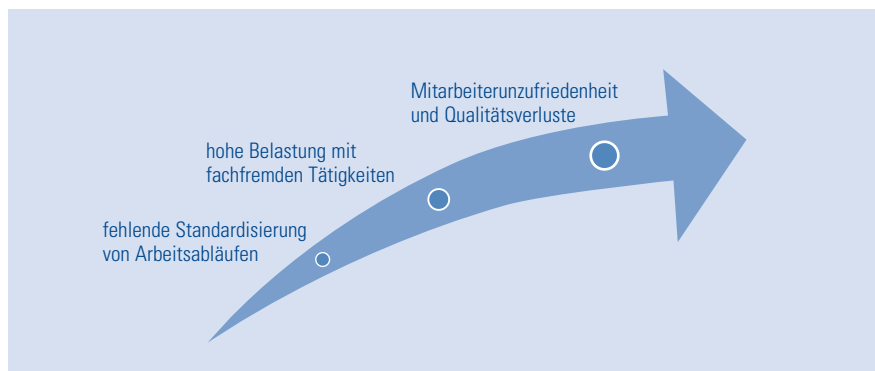 Mitarbeiterunzufriedenheit
und Qualitätsverluste
hohe Belastung mit
fachfremden Tätigkeiten
fehlende Standardisierung
von Arbeitsabläufen